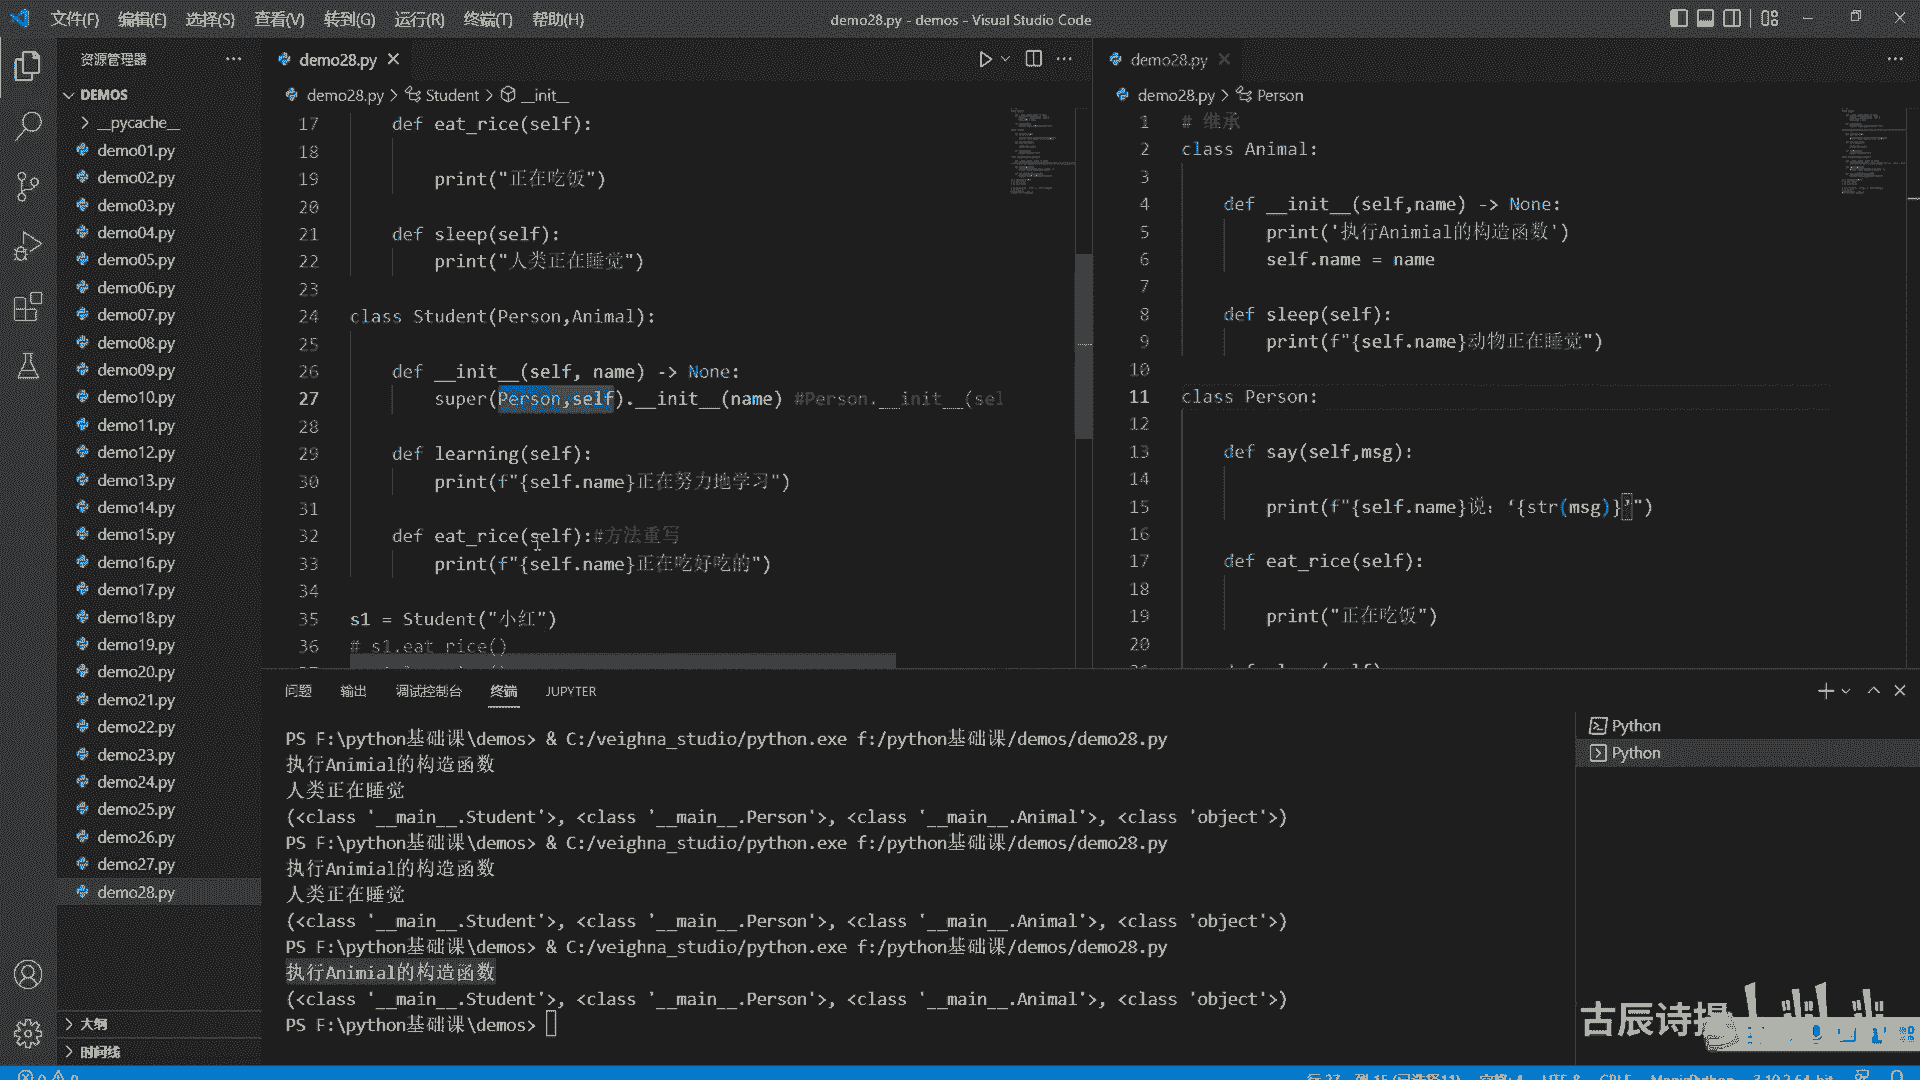 文件(F) 编辑(E) 选择(S) 查看(V) 转到(G) 运行(R) 终端(T) 帮助(H)
demo28.py - demos - Visual Studio Code
资源管理器
DEMOS
__pycache__
demo01.py
demo02.py
demo03.py
demo04.py
demo05.py
demo06.py
demo07.py
demo08.py
demo09.py
demo10.py
demo11.py
demo12.py
demo13.py
demo14.py
demo15.py
demo16.py
demo17.py
demo18.py
demo19.py
demo20.py
demo21.py
demo22.py
demo23.py
demo24.py
demo25.py
demo26.py
demo27.py
demo28.py
大纲
时间线
demo28.py
demo28.py > Student > __init__
17 def eat_rice(self):
18
19 print("正在吃饭")
20
21 def sleep(self):
22 print("人类正在睡觉")
23
24 class Student(Person,Animal):
25
26 def __init__(self, name) -> None:
27 super(Person,self).__init__(name) #Person.__init__(sel
28
29 def learning(self):
30 print(f"{self.name}正在努力地学习")
31
32 def eat_rice(self):#方法重写
33 print(f"{self.name}正在吃好吃的")
34
35 s1 = Student("小红")
36 # s1.eat_rice()
demo28.py
demo28.py > Person
1 # 继承
2 class Animal:
3
4 def __init__(self,name) -> None:
5 print('执行Animial的构造函数')
6 self.name = name
7
8 def sleep(self):
9 print(f"{self.name}动物正在睡觉")
10
11 class Person:
12
13 def say(self,msg):
14
15 print(f"{self.name}说：‘{str(msg)}’")
16
17 def eat_rice(self):
18
19 print("正在吃饭")
20
问题 输出 调试控制台 终端 JUPYTER
PS F:\python基础课\demos> & C:/veighna_studio/python.exe f:/python基础课/demos/demo28.py
执行Animial的构造函数
人类正在睡觉
(<class '__main__.Student'>, <class '__main__.Person'>, <class '__main__.Animal'>, <class 'object'>)
PS F:\python基础课\demos> & C:/veighna_studio/python.exe f:/python基础课/demos/demo28.py
执行Animial的构造函数
人类正在睡觉
(<class '__main__.Student'>, <class '__main__.Person'>, <class '__main__.Animal'>, <class 'object'>)
PS F:\python基础课\demos> & C:/veighna_studio/python.exe f:/python基础课/demos/demo28.py
执行Animial的构造函数
(<class '__main__.Student'>, <class '__main__.Person'>, <class '__main__.Animal'>, <class 'object'>)
PS F:\python基础课\demos>
Python
Python
古辰诗提